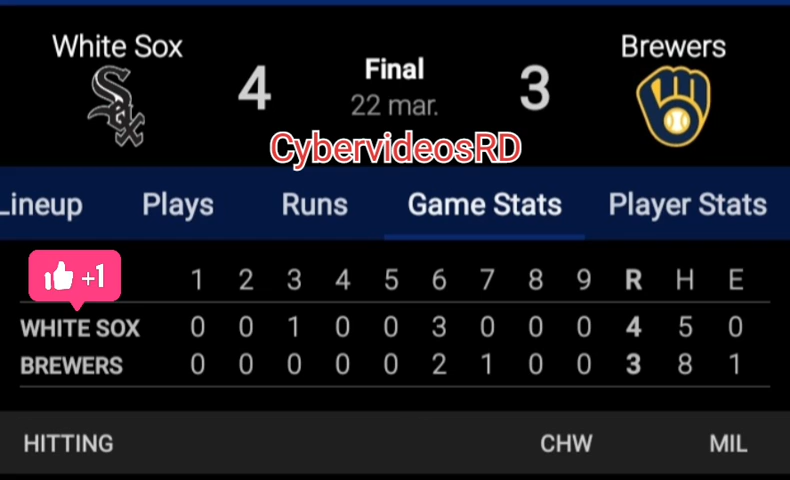 White Sox
4
Final
22 mar.
3
Brewers
CybervideosRD
Lineup Plays Runs Game Stats Player Stats
+1
1 2 3 4 5 6 7 8 9 R H E
WHITE SOX 0 0 1 0 0 3 0 0 0 4 5 0
BREWERS 0 0 0 0 0 2 1 0 0 3 8 1
HITTING CHW MIL